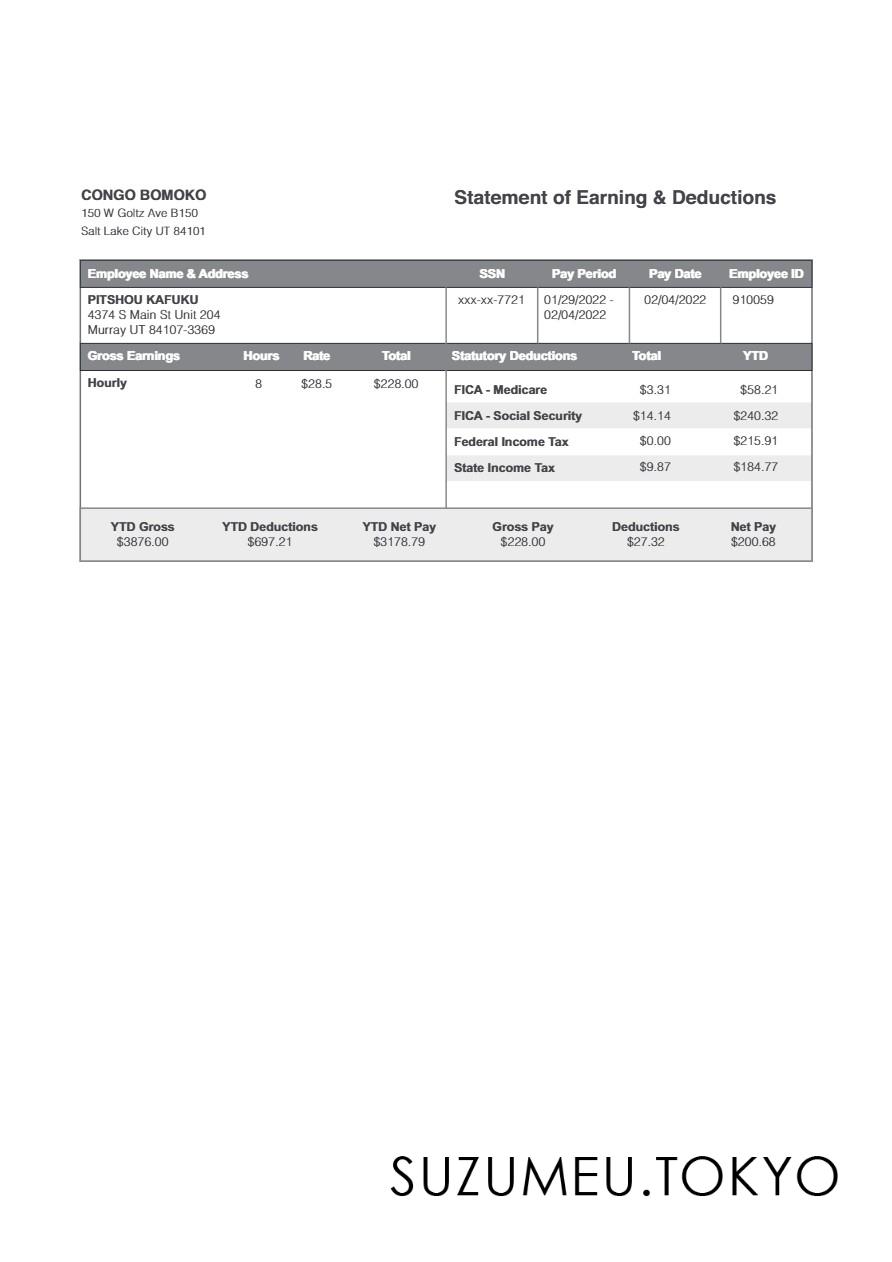 CONGO BOMOKO
150 W Goltz Ave B150
Salt Lake City UT 84101
Statement of Earning & Deductions
Employee Name & Address SSN Pay Period Pay Date Employee ID
PITSHOU KAFUKU xxx-xx-7721 01/29/2022 - 02/04/2022 910059
4374 S Main St Unit 204 02/04/2022
Murray UT 84107-3369
Gross Earnings Hours Rate Total Statutory Deductions Total YTD
Hourly 8 $28.5 $228.00
FICA - Medicare $3.31 $58.21
FICA - Social Security $14.14 $240.32
Federal Income Tax $0.00 $215.91
State Income Tax $9.87 $184.77
YTD Gross YTD Deductions YTD Net Pay Gross Pay Deductions Net Pay
$3876.00 $697.21 $3178.79 $228.00 $27.32 $200.68
SUZUMEU.TOKYO